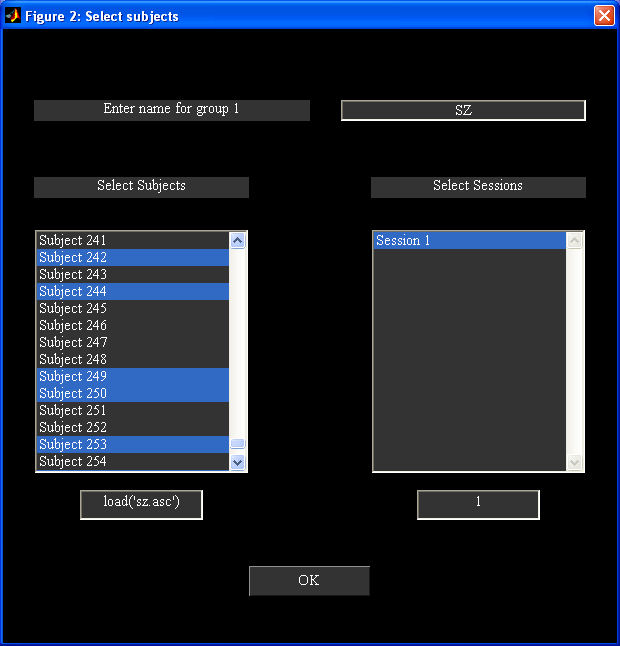 Figure 2: Select subjects
Enter name for group 1
SZ
Select Subjects
Select Sessions
Subject 241
Subject 242
Subject 243
Subject 244
Subject 245
Subject 246
Subject 247
Subject 248
Subject 249
Subject 250
Subject 251
Subject 252
Subject 253
Subject 254
Session 1
load('sz.asc')
1
OK